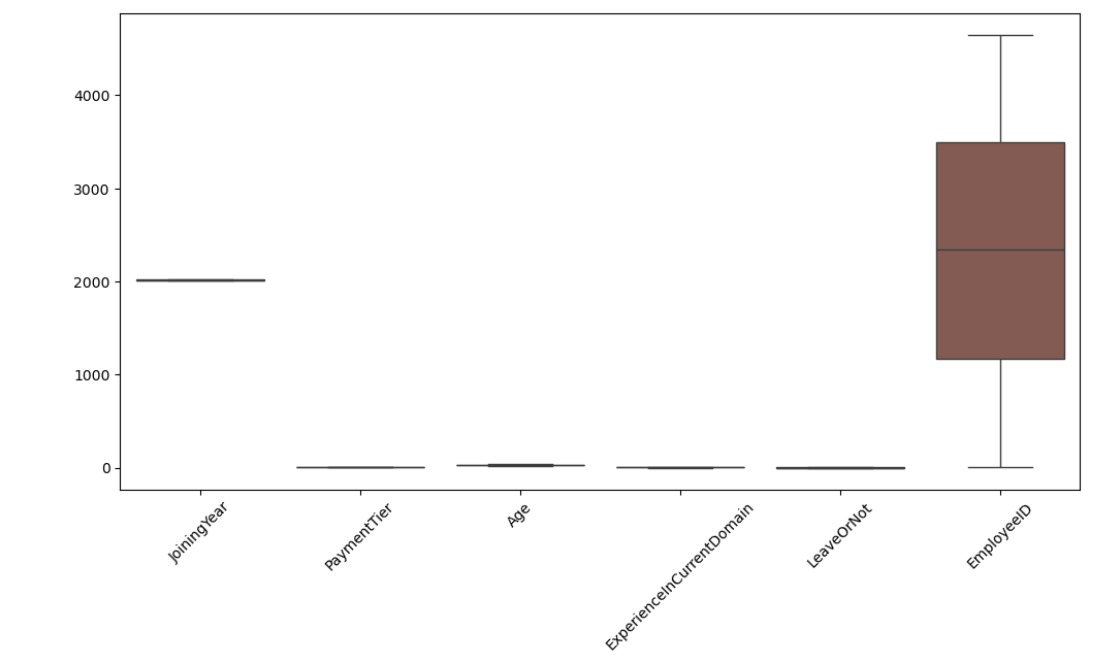 4000
3000
2000
1000
0
JoiningYear
PaymentTier
Age
ExperienceInCurrentDomain
LeaveOrNot
EmployeeID